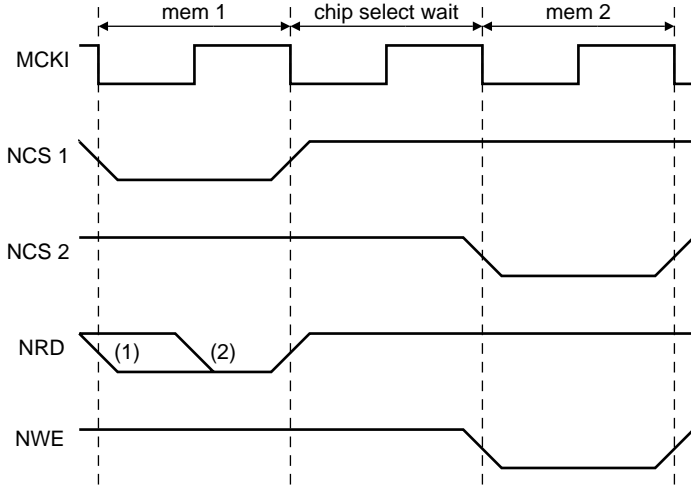 mem 1 chip select wait mem 2
MCKI
NCS 1
NCS 2
NRD (1) (2)
NWE